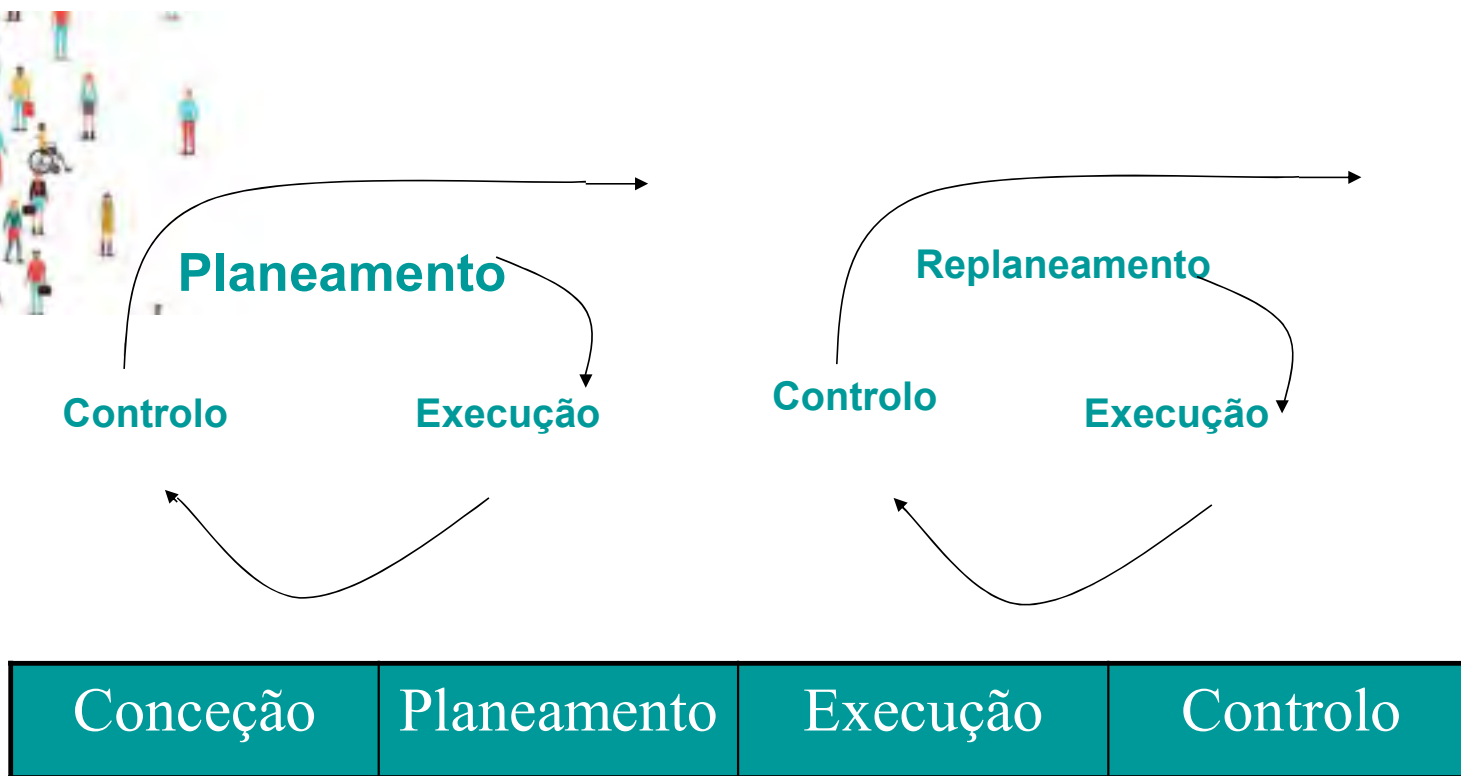 Planeamento
Controlo
Execução
Replaneamento
Controlo
Execução
Conceção
Planeamento
Execução
Controlo